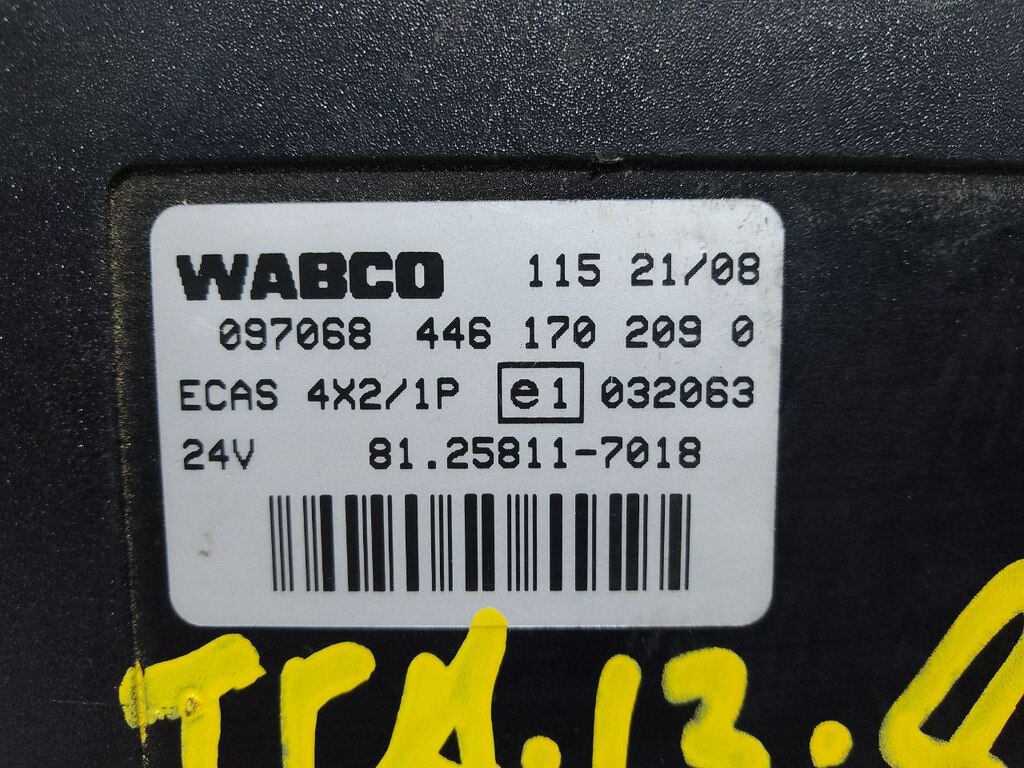 WABCO 115 21/08
097068 446 170 209 0
ECAS 4X2/1P e1 032063
24V 81.25811-7018